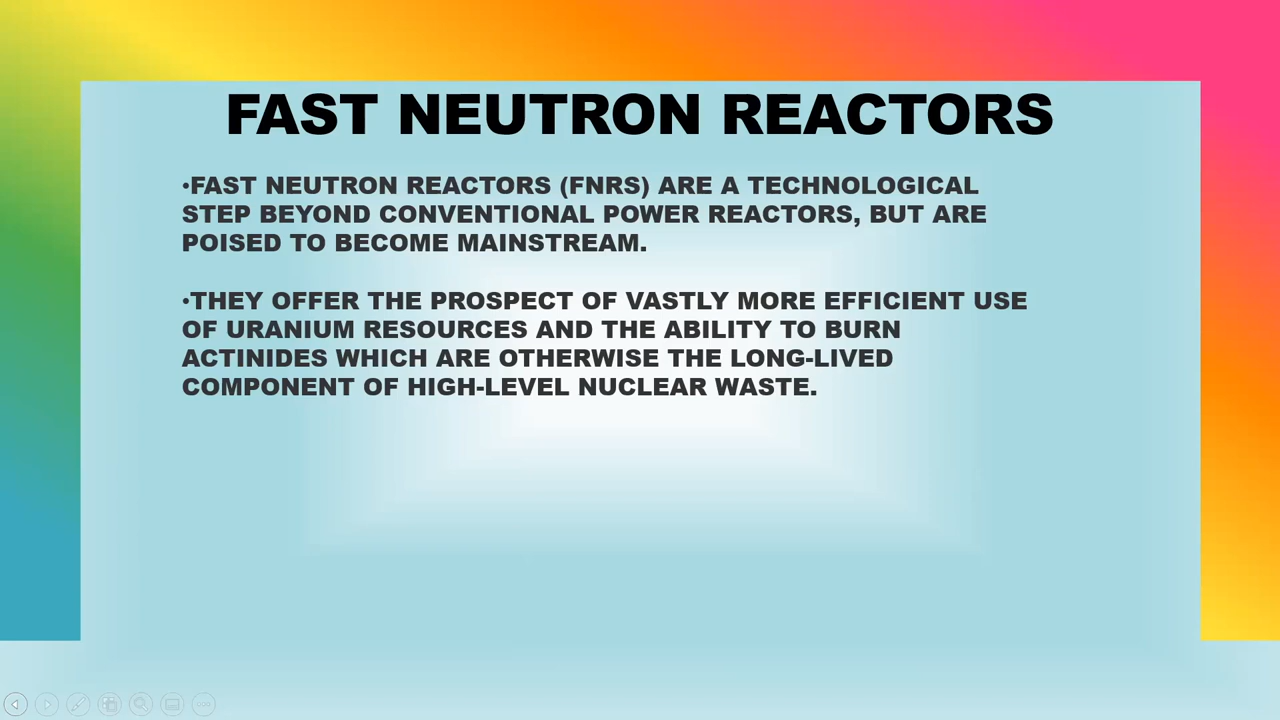 FAST NEUTRON REACTORS
•FAST NEUTRON REACTORS (FNRS) ARE A TECHNOLOGICAL
STEP BEYOND CONVENTIONAL POWER REACTORS, BUT ARE
POISED TO BECOME MAINSTREAM.
•THEY OFFER THE PROSPECT OF VASTLY MORE EFFICIENT USE
OF URANIUM RESOURCES AND THE ABILITY TO BURN
ACTINIDES WHICH ARE OTHERWISE THE LONG-LIVED
COMPONENT OF HIGH-LEVEL NUCLEAR WASTE.